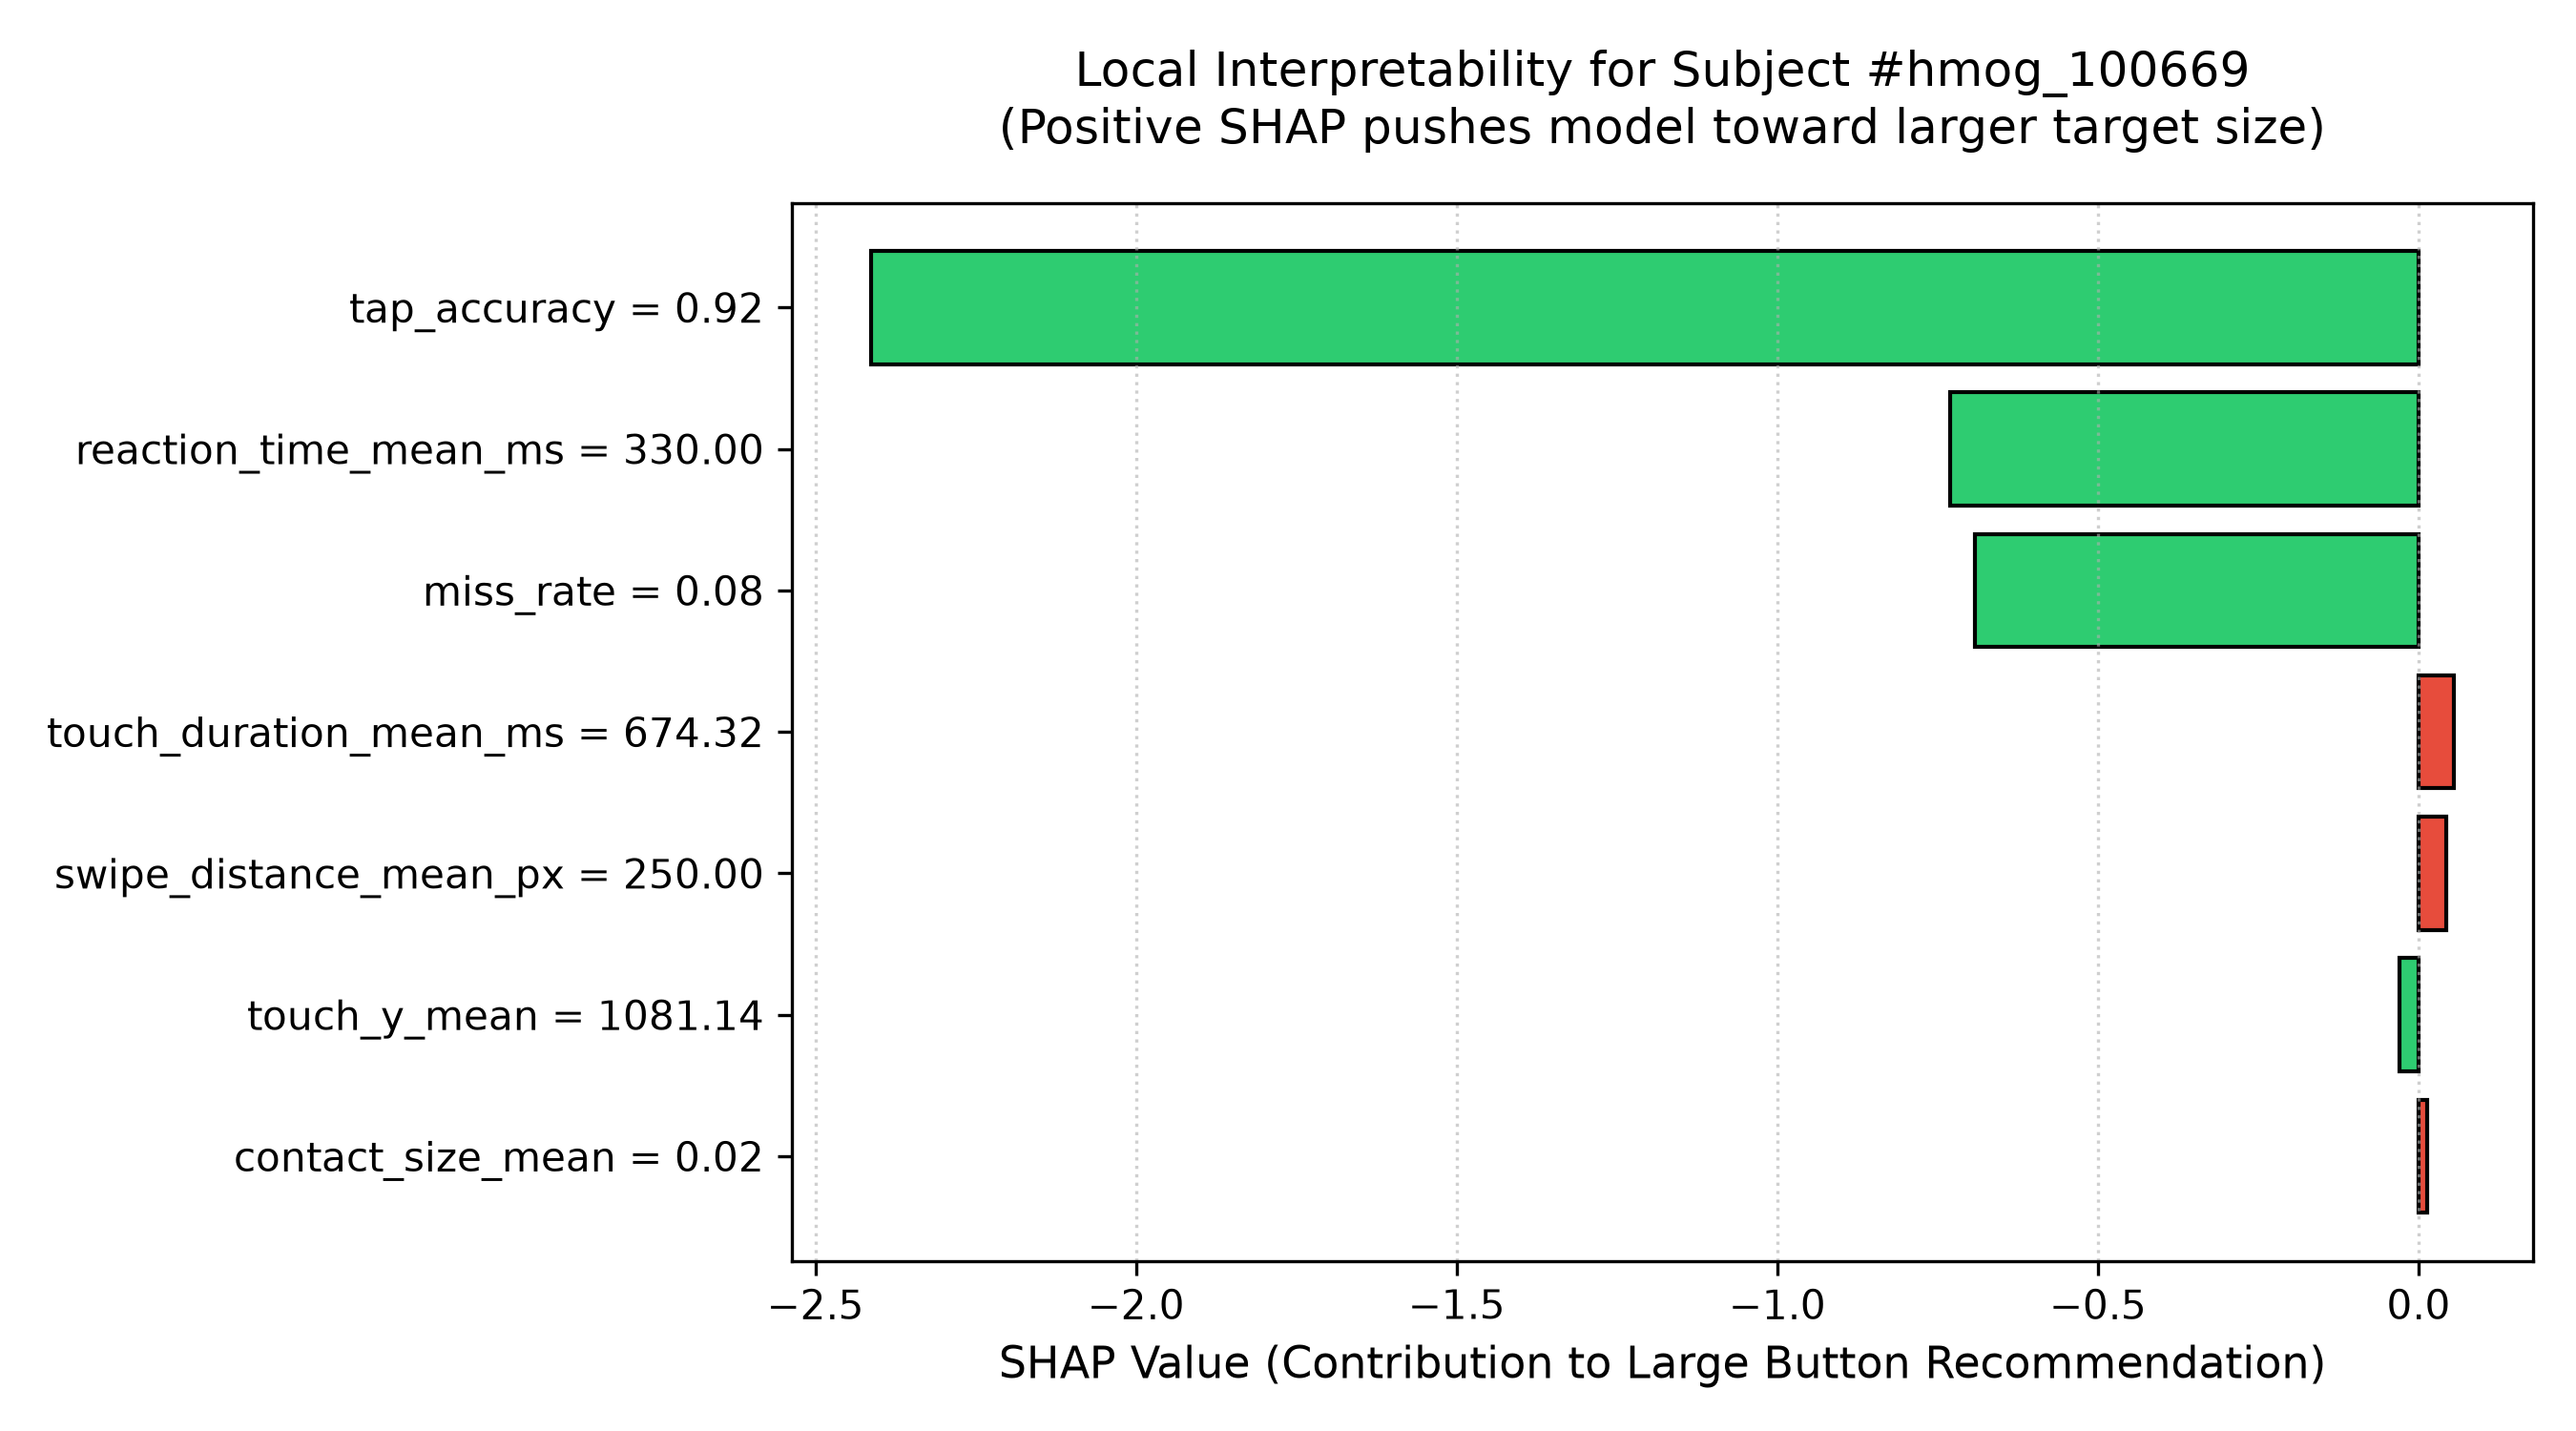 Local Interpretability for Subject #hmog_100669
(Positive SHAP pushes model toward larger target size)
tap_accuracy = 0.92
reaction_time_mean_ms = 330.00
miss_rate = 0.08
touch_duration_mean_ms = 674.32
swipe_distance_mean_px = 250.00
touch_y_mean = 1081.14
contact_size_mean = 0.02
−2.5 −2.0 −1.5 −1.0 −0.5 0.0
SHAP Value (Contribution to Large Button Recommendation)